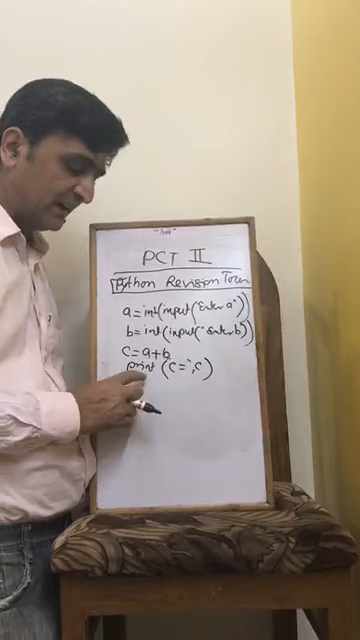 PCT II
Python Revision Tour
a=int(input("Enter a"))
b=int(input("Enter b))
c=a+b
print ("c=",c)